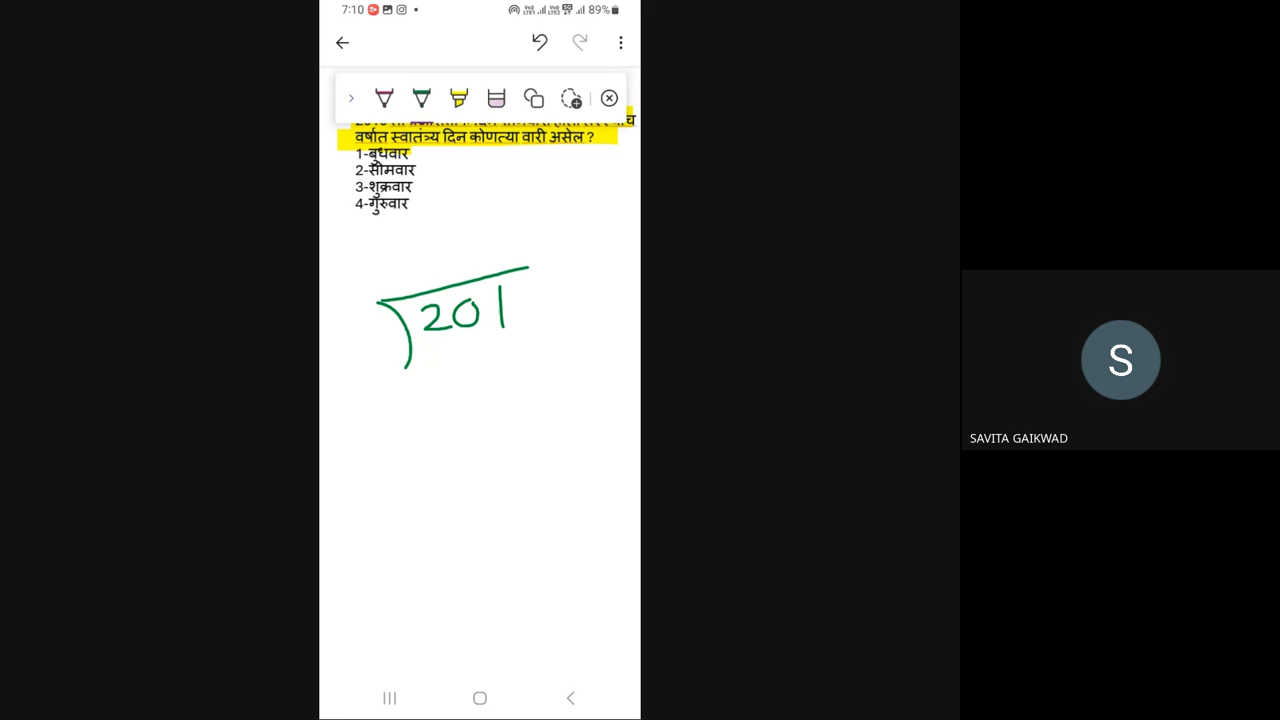 7:10
89%
वर्षात स्वातंत्र्य दिन कोणत्या वारी असेल ?
1-बुधवार
2-सोमवार
3-शुक्रवार
4-गुरुवार
201
S
SAVITA GAIKWAD